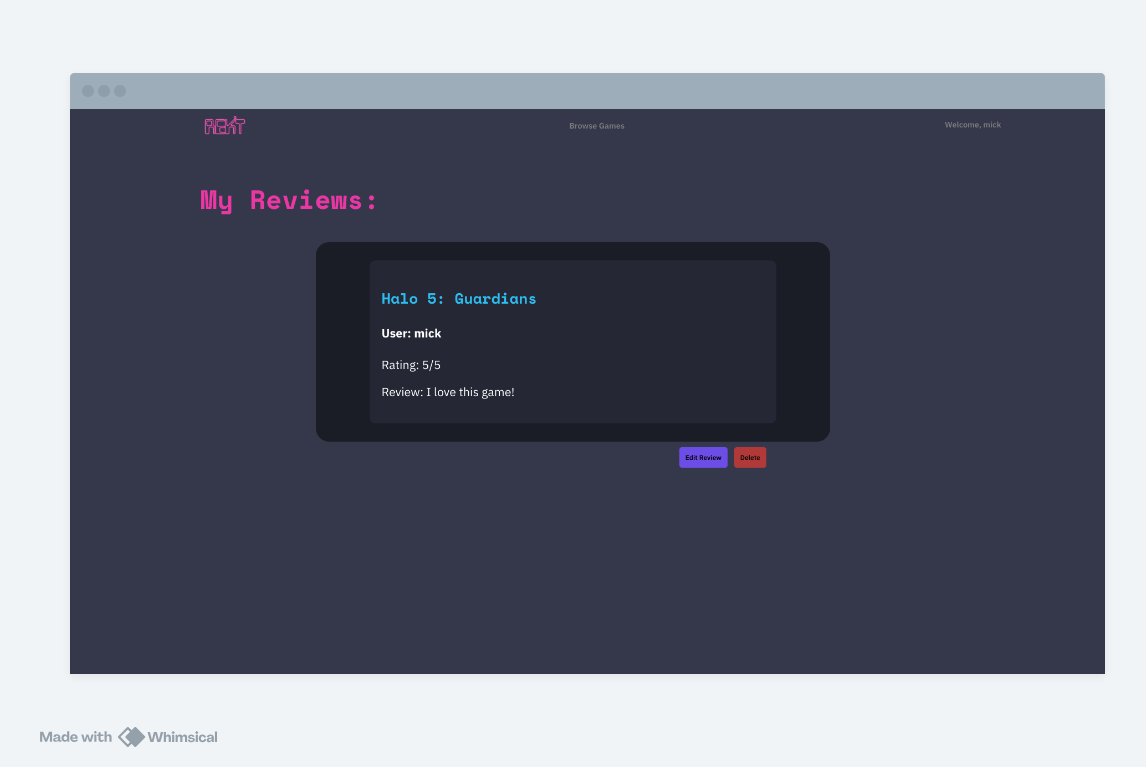 REKT
Browse Games
Welcome, mick
My Reviews:
Halo 5: Guardians
User: mick
Rating: 5/5
Review: I love this game!
Edit Review
Delete
Made with Whimsical